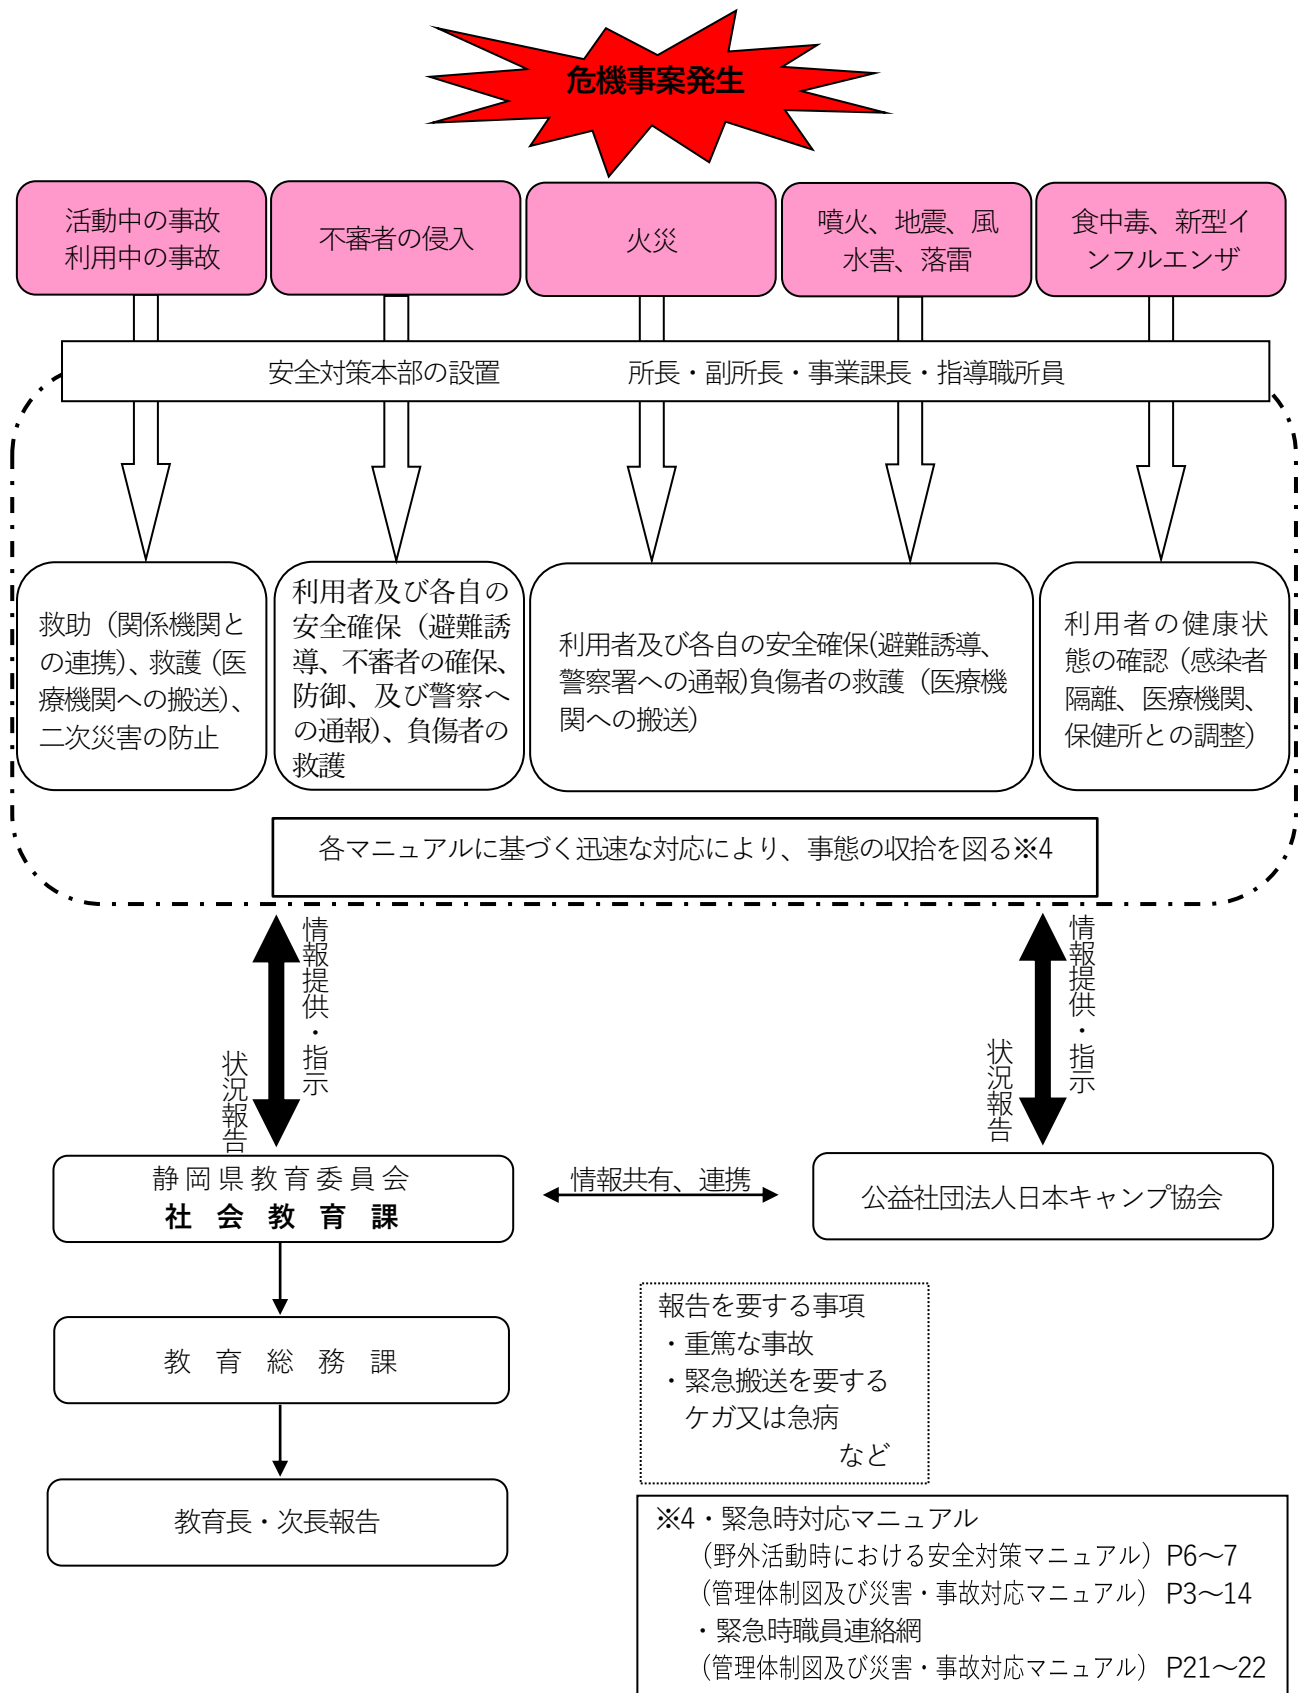 危機事案発生
活動中の事故
利用中の事故
不審者の侵入
火災
噴火、地震、風
水害、落雷
食中毒、新型イ
ンフルエンザ
安全対策本部の設置　所長・副所長・事業課長・指導職所員
救助（関係機関と
の連携）、救護（医
療機関への搬送）、
二次災害の防止
利用者及び各自の
安全確保（避難誘
導、不審者の確保、
防御、及び警察へ
の通報）、負傷者の
救護
利用者及び各自の安全確保(避難誘導、
警察署への通報)負傷者の救護（医療機
関への搬送）
利用者の健康状
態の確認（感染者
隔離、医療機関、
保健所との調整）
各マニュアルに基づく迅速な対応により、事態の収拾を図る※4
情報提供・指示
状況報告
情報提供・指示
状況報告
静岡県教育委員会
社会教育課
情報共有、連携
公益社団法人日本キャンプ協会
教育総務課
教育長・次長報告
報告を要する事項
・重篤な事故
・緊急搬送を要する
ケガ又は急病
など
※4・緊急時対応マニュアル
（野外活動時における安全対策マニュアル）P6～7
（管理体制図及び災害・事故対応マニュアル）P3～14
・緊急時職員連絡網
（管理体制図及び災害・事故対応マニュアル）P21～22